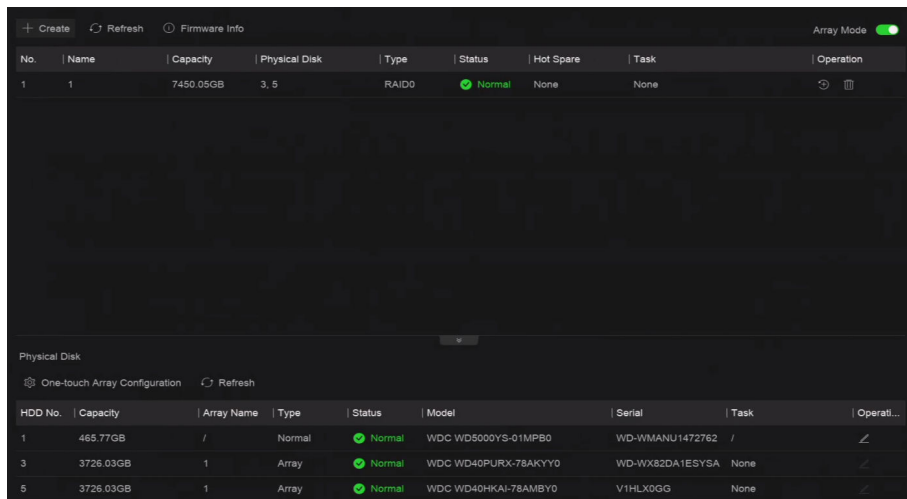 Create Refresh Firmware Info Array Mode
No. Name Capacity Physical Disk Type Status Hot Spare Task Operation
1 1 7450.05GB 3, 5 RAID0 Normal None None
Physical Disk
One-touch Array Configuration Refresh
HDD No. Capacity Array Name Type Status Model Serial Task Operati...
1 465.77GB / Normal Normal WDC WD5000YS-01MPB0 WD-WMANU1472762 /
3 3726.03GB 1 Array Normal WDC WD40PURX-78AKYY0 WD-WX82DA1ESYSA None
5 3726.03GB 1 Array Normal WDC WD40HKAI-78AMBY0 V1HLX0GG None